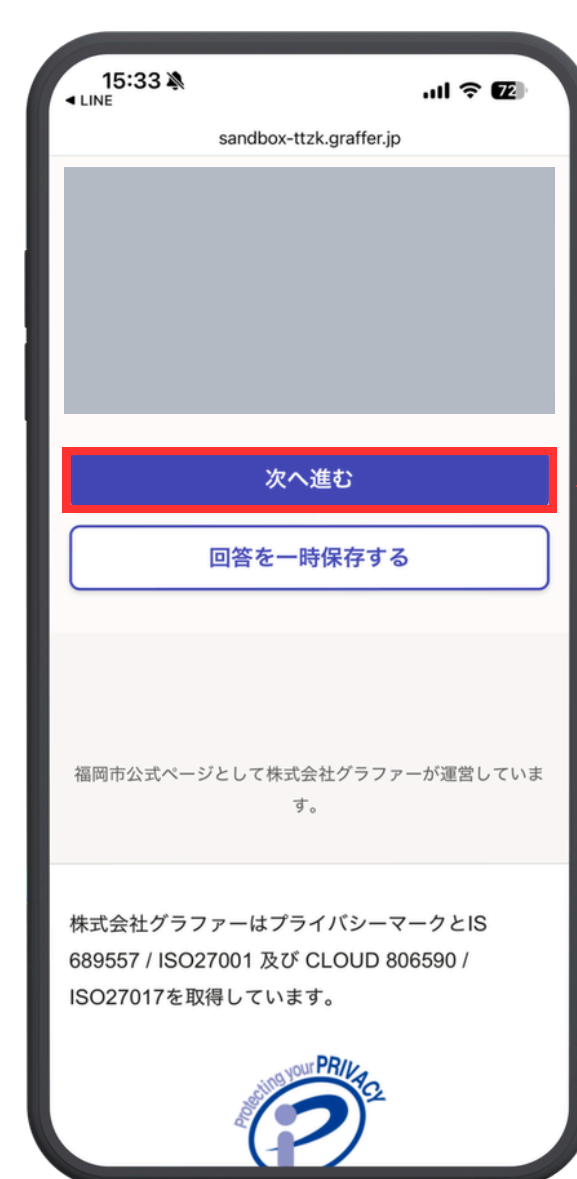 15:33
72
◀ LINE
sandbox-ttzk.graffer.jp
次へ進む
回答を一時保存する
福岡市公式ページとして株式会社グラファーが運営していま
す。
株式会社グラファーはプライバシーマークとIS
689557 / ISO27001 及び CLOUD 806590 /
ISO27017を取得しています。
Protecting your PRIVACY